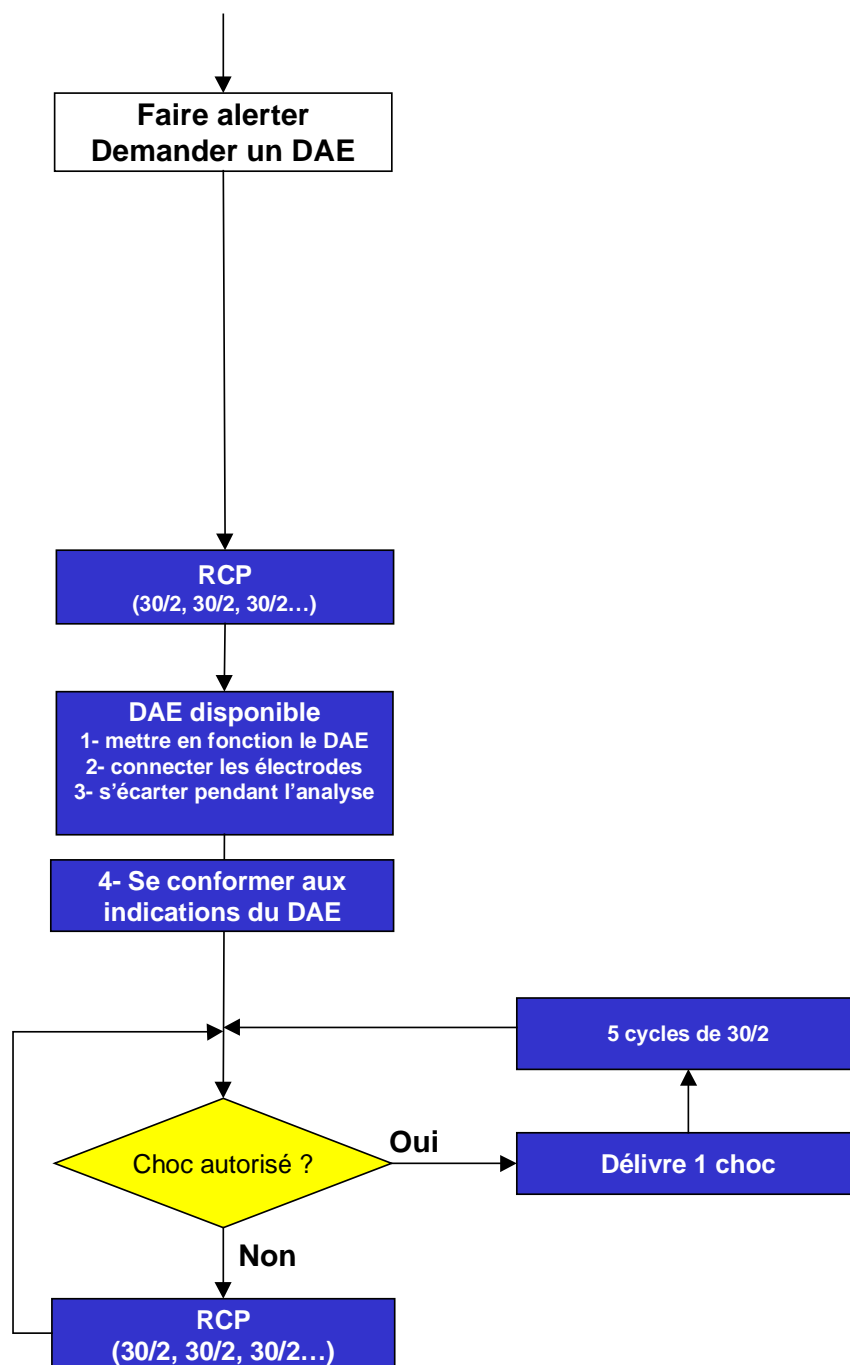 Faire alerter
Demander un DAE
RCP
(30/2, 30/2, 30/2…)
DAE disponible
1- mettre en fonction le DAE
2- connecter les électrodes
3- s’écarter pendant l’analyse
4- Se conformer aux
indications du DAE
5 cycles de 30/2
Choc autorisé ?
Oui
Délivre 1 choc
Non
RCP
(30/2, 30/2, 30/2…)